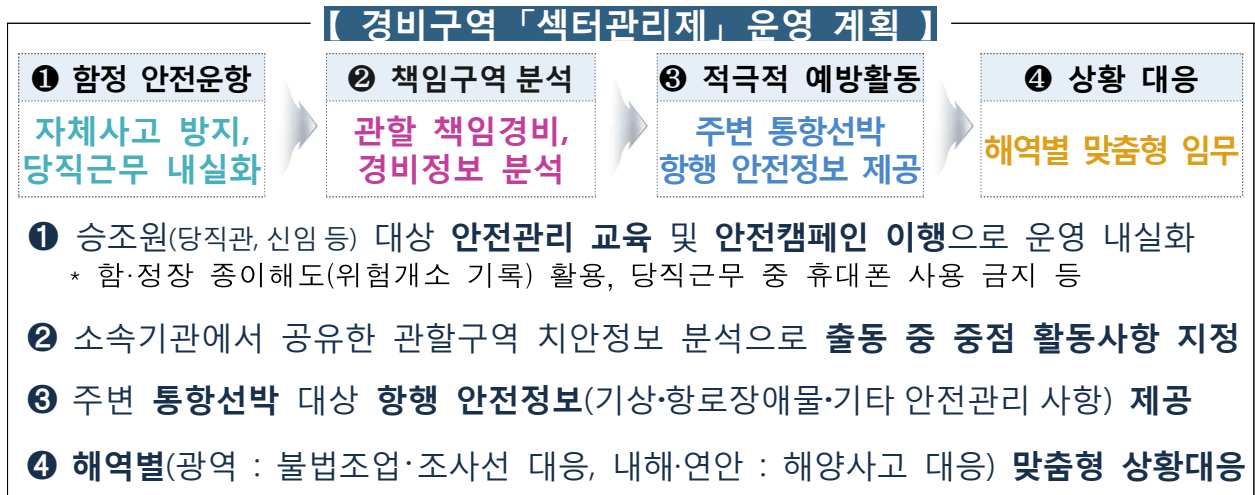 【 경비구역「섹터관리제」운영 계획 】
❶ 함정 안전운항
자체사고 방지,
당직근무 내실화
❷ 책임구역 분석
관할 책임경비,
경비정보 분석
❸ 적극적 예방활동
주변 통항선박
항행 안전정보 제공
❹ 상황 대응
해역별 맞춤형 임무
❶ 승조원(당직관, 신임 등) 대상 안전관리 교육 및 안전캠페인 이행으로 운영 내실화
* 함·정장 종이해도(위험개소 기록) 활용, 당직근무 중 휴대폰 사용 금지 등
❷ 소속기관에서 공유한 관할구역 치안정보 분석으로 출동 중 중점 활동사항 지정
❸ 주변 통항선박 대상 항행 안전정보(기상•항로장애물•기타 안전관리 사항) 제공
❹ 해역별(광역 : 불법조업·조사선 대응, 내해·연안 : 해양사고 대응) 맞춤형 상황대응